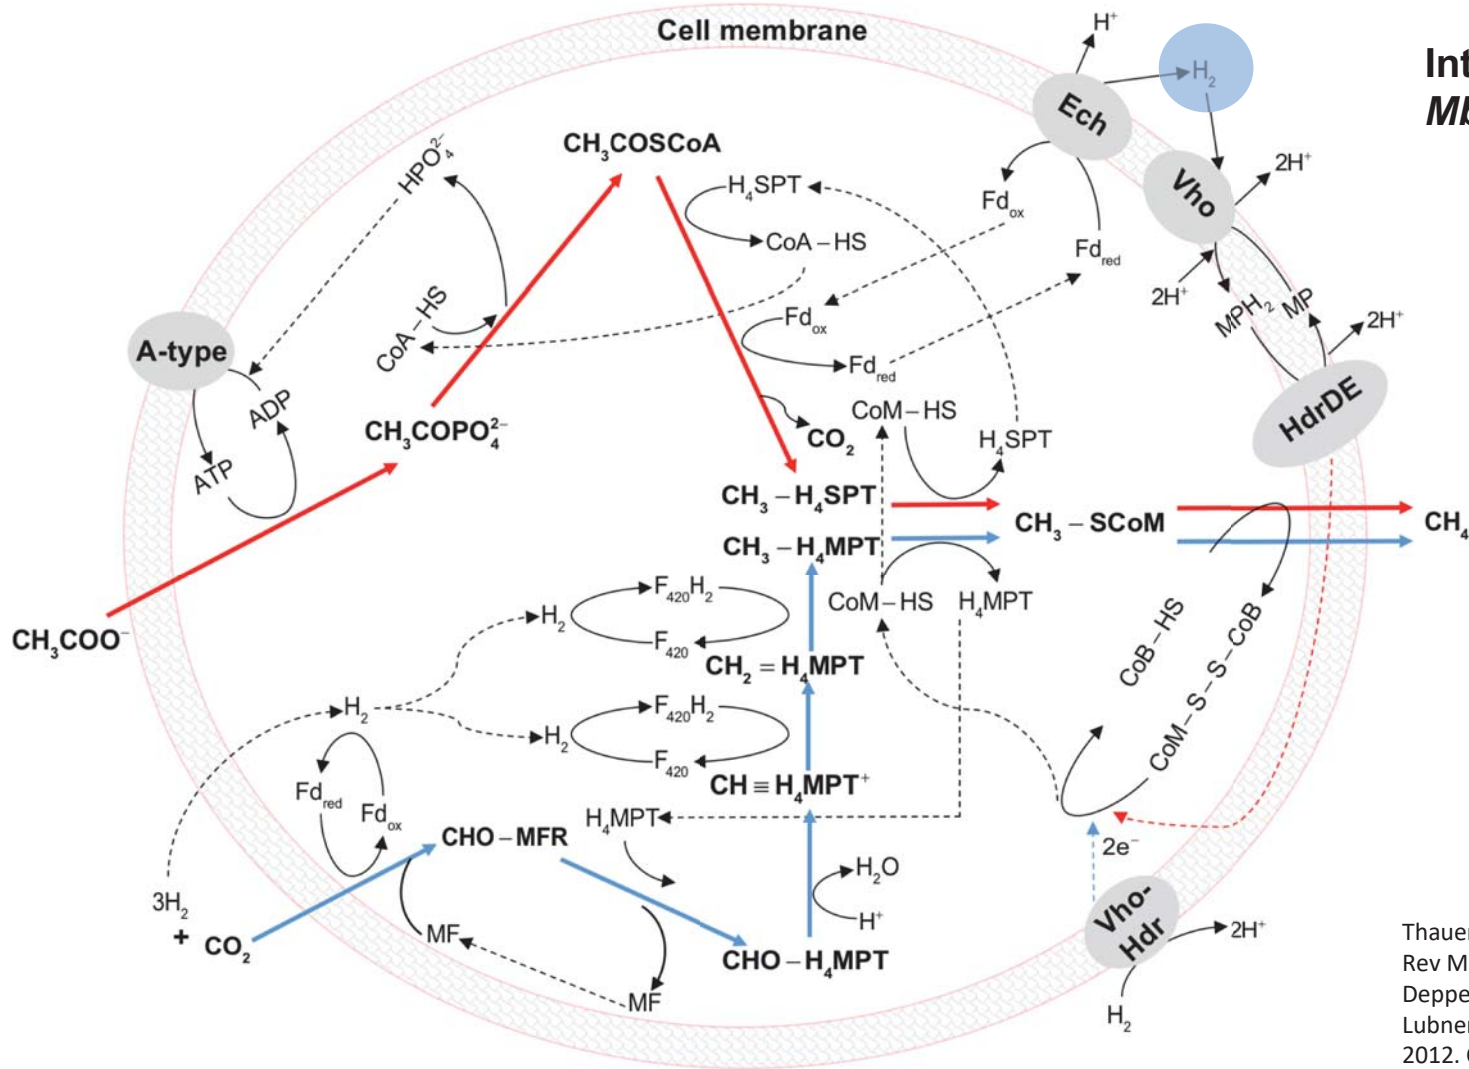 Cell membrane
H⁺
H₂
Int
Mb
Ech
CH₃COSCoA
HPO₄²⁻
H₄SPT
Vho
2H⁺
Fdₒₓ
CoA – HS
Fd_red
2H⁺
MPH₂
MP
2H⁺
CoA – HS
Fdₒₓ
A-type
Fd_red
ADP
CoM – HS
HdrDE
CH₃COPO₄²⁻
CO₂
H₄SPT
ATP
CH₃ – H₄SPT
CH₃ – SCoM
CH₄
CH₃ – H₄MPT
F₄₂₀H₂
H₂
CoM – HS
H₄MPT
CH₃COO⁻
F₄₂₀
CoB – HS
CH₂ = H₄MPT
CoM – S – S – CoB
H₂
F₄₂₀H₂
H₂
F₄₂₀
CH ≡ H₄MPT⁺
Fd_red
Fdₒₓ
H₄MPT
CHO – MFR
2e⁻
H₂O
3H₂
H⁺
+
CO₂
MF
Vho-
Hdr
2H⁺
CHO – H₄MPT
MF
H₂
Thauer
Rev M
Deppe
Lubner
2012. C